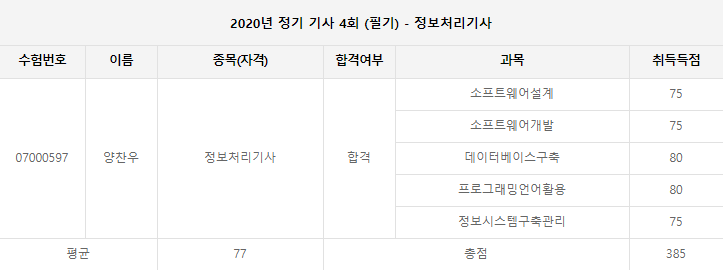 2020년 정기 기사 4회 (필기) - 정보처리기사
수험번호 이름 종목(자격) 합격여부 과목 취득득점
07000597 양찬우 정보처리기사 합격
소프트웨어설계 75
소프트웨어개발 75
데이터베이스구축 80
프로그래밍언어활용 80
정보시스템구축관리 75
평균 77 총점 385